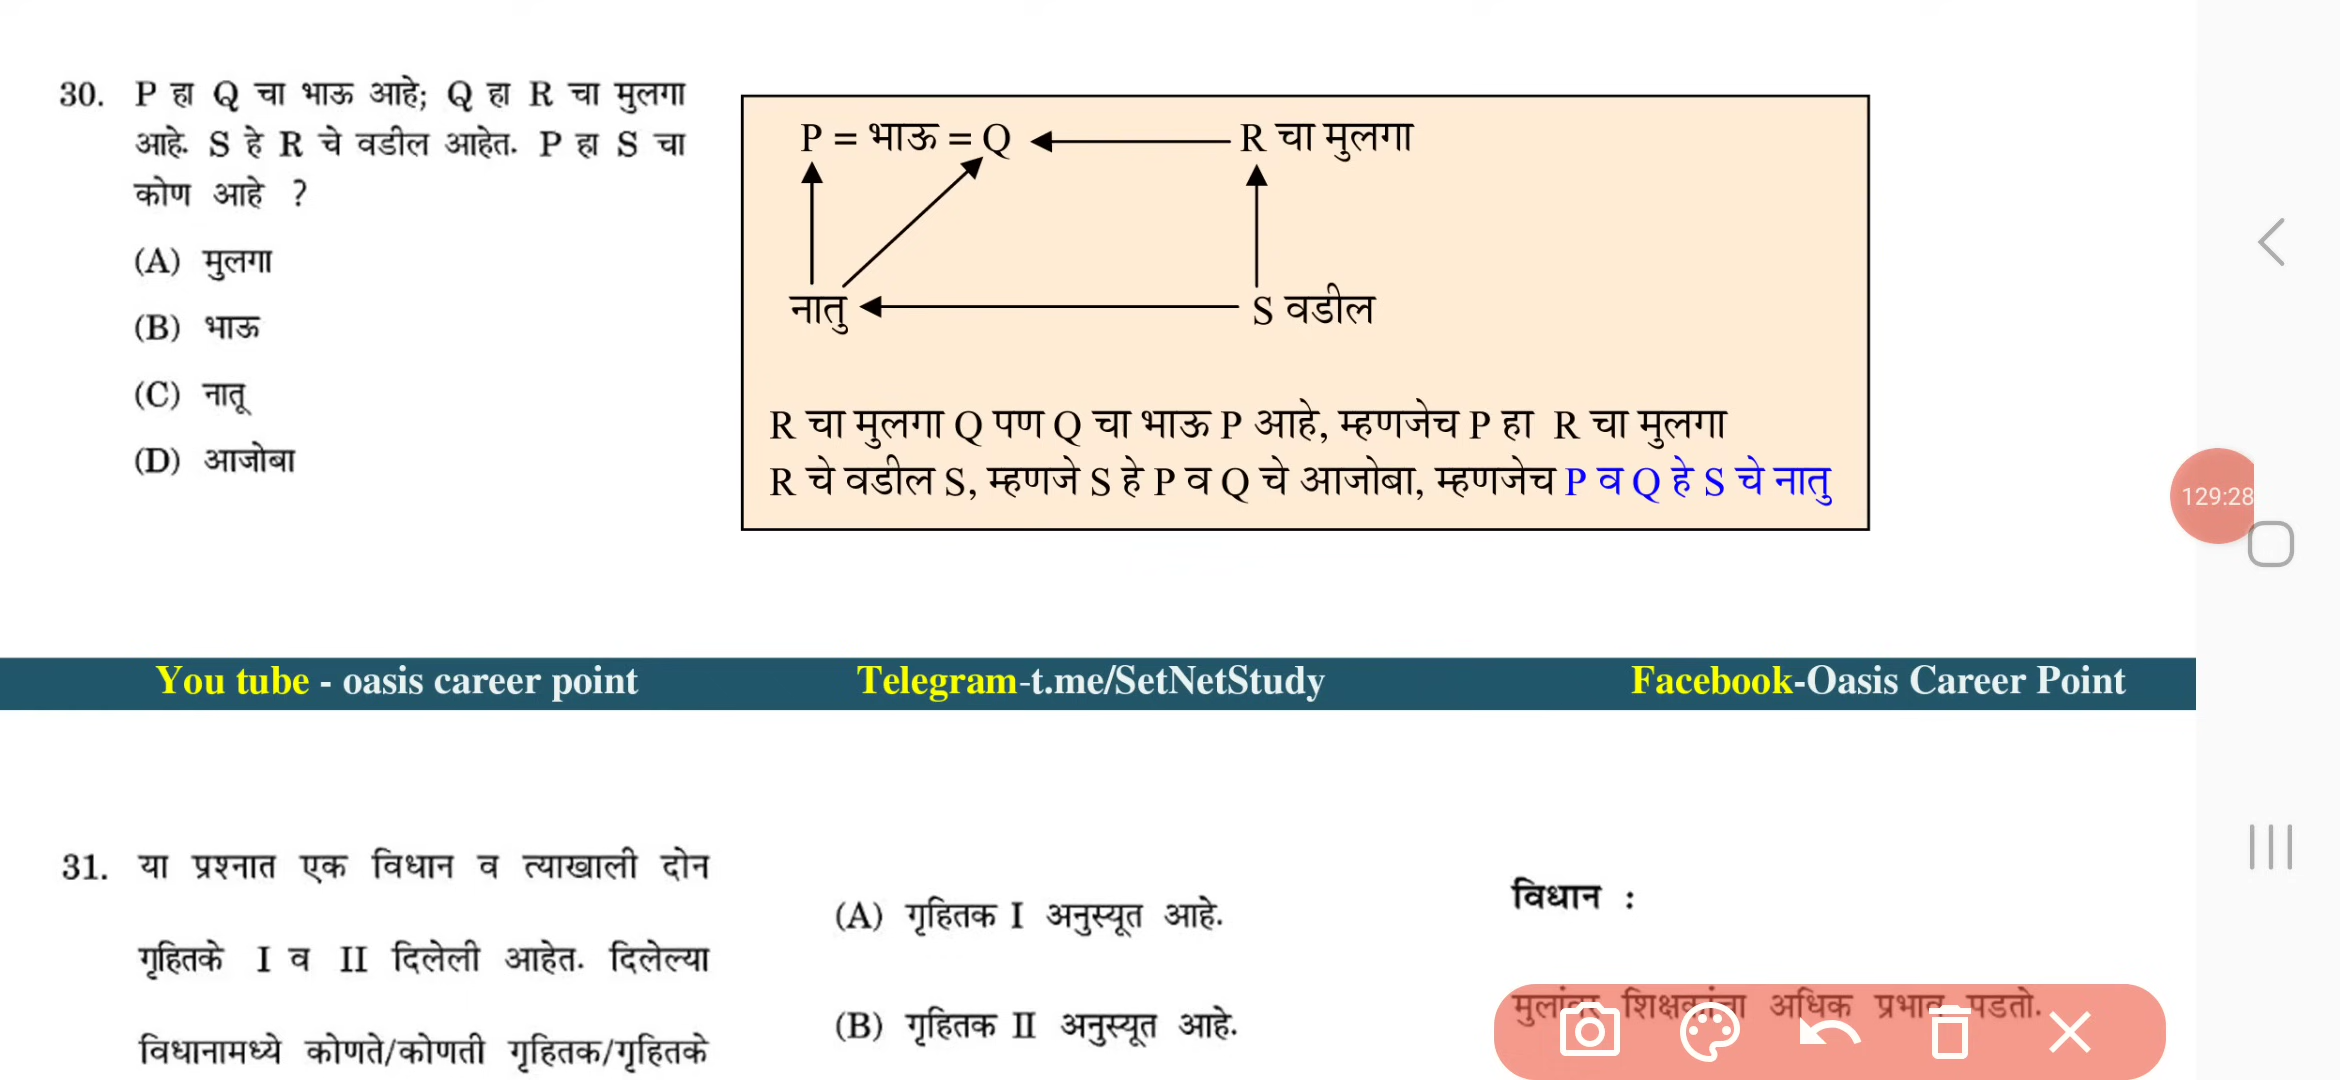 30. P हा Q चा भाऊ आहे; Q हा R चा मुलगा
आहे. S हे R चे वडील आहेत. P हा S चा
कोण आहे ?
(A) मुलगा
(B) भाऊ
(C) नातू
(D) आजोबा
P = भाऊ = Q R चा मुलगा
नातु S वडील
R चा मुलगा Q पण Q चा भाऊ P आहे, म्हणजेच P हा R चा मुलगा
R चे वडील S, म्हणजे S हे P व Q चे आजोबा, म्हणजेच P व Q हे S चे नातु
129:28
You tube - oasis career point Telegram-t.me/SetNetStudy Facebook-Oasis Career Point
31. या प्रश्नात एक विधान व त्याखाली दोन
गृहितके I व II दिलेली आहेत. दिलेल्या
विधानामध्ये कोणते/कोणती गृहितक/गृहितके
(A) गृहितक I अनुस्यूत आहे.
(B) गृहितक II अनुस्यूत आहे.
विधान :
मुलांवर शिक्षकांचा अधिक प्रभाव पडतो.